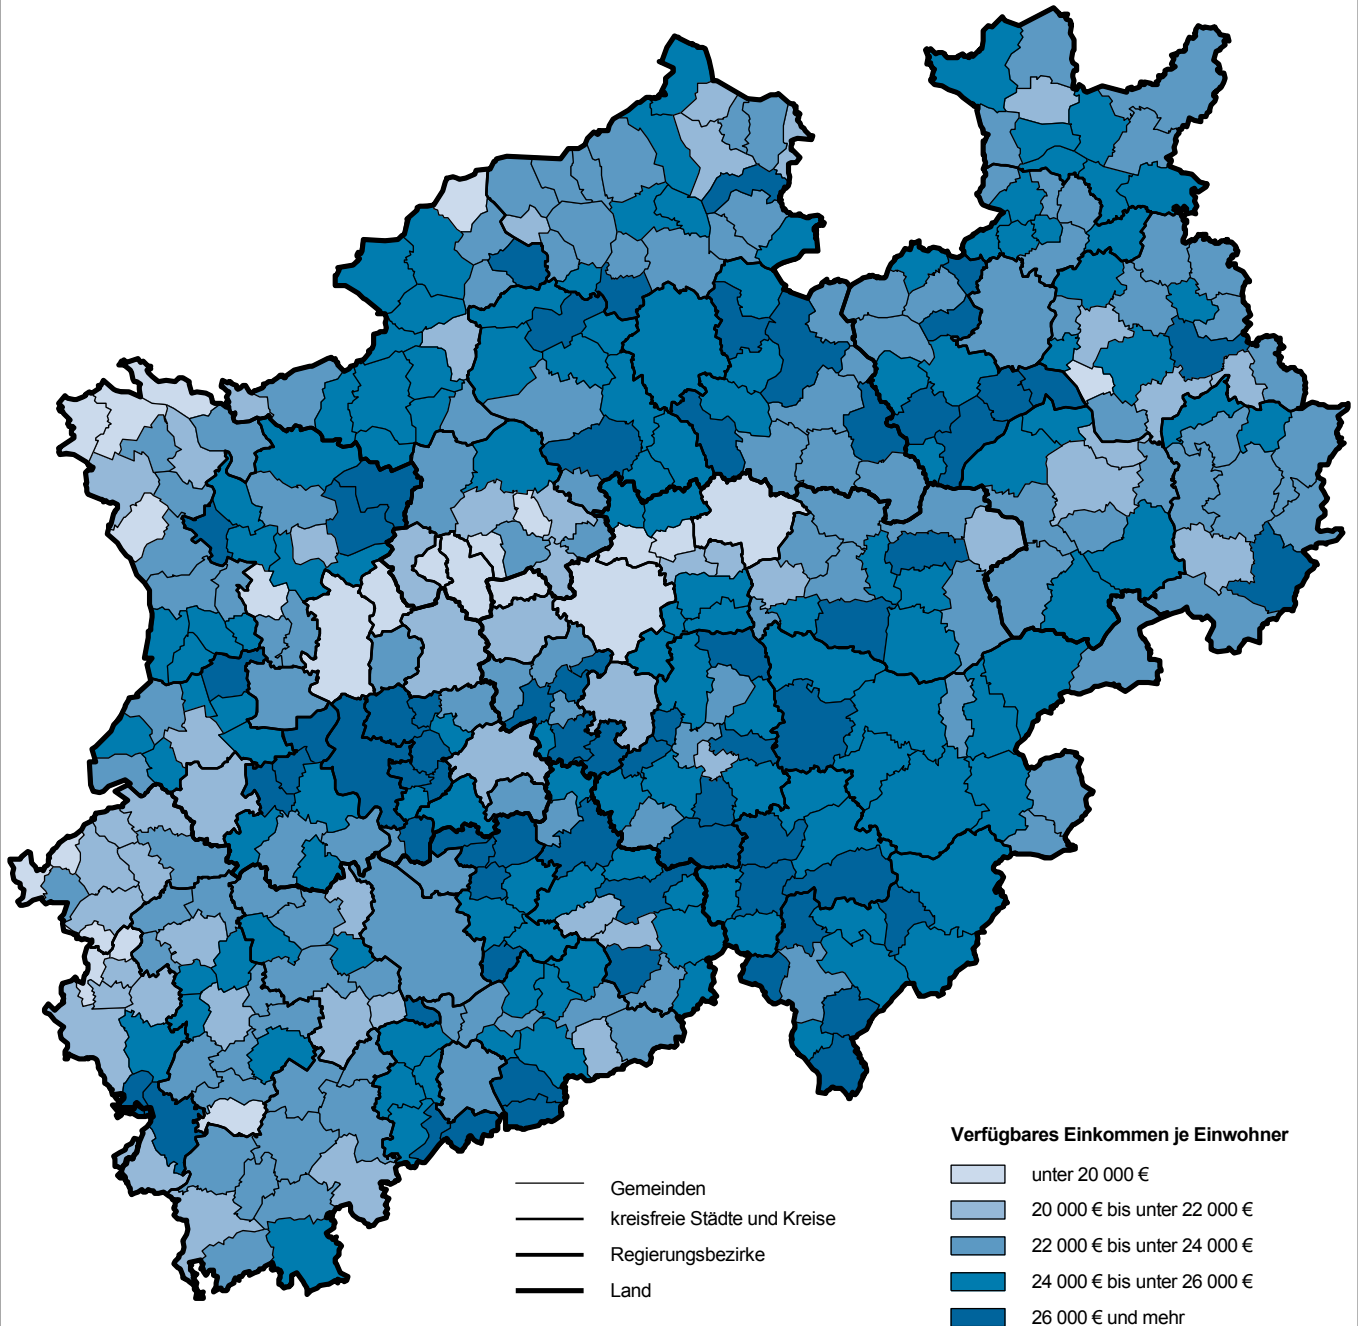 Verfügbares Einkommen je Einwohner
unter 20 000 €
20 000 € bis unter 22 000 €
22 000 € bis unter 24 000 €
24 000 € bis unter 26 000 €
26 000 € und mehr
Gemeinden
kreisfreie Städte und Kreise
Regierungsbezirke
Land